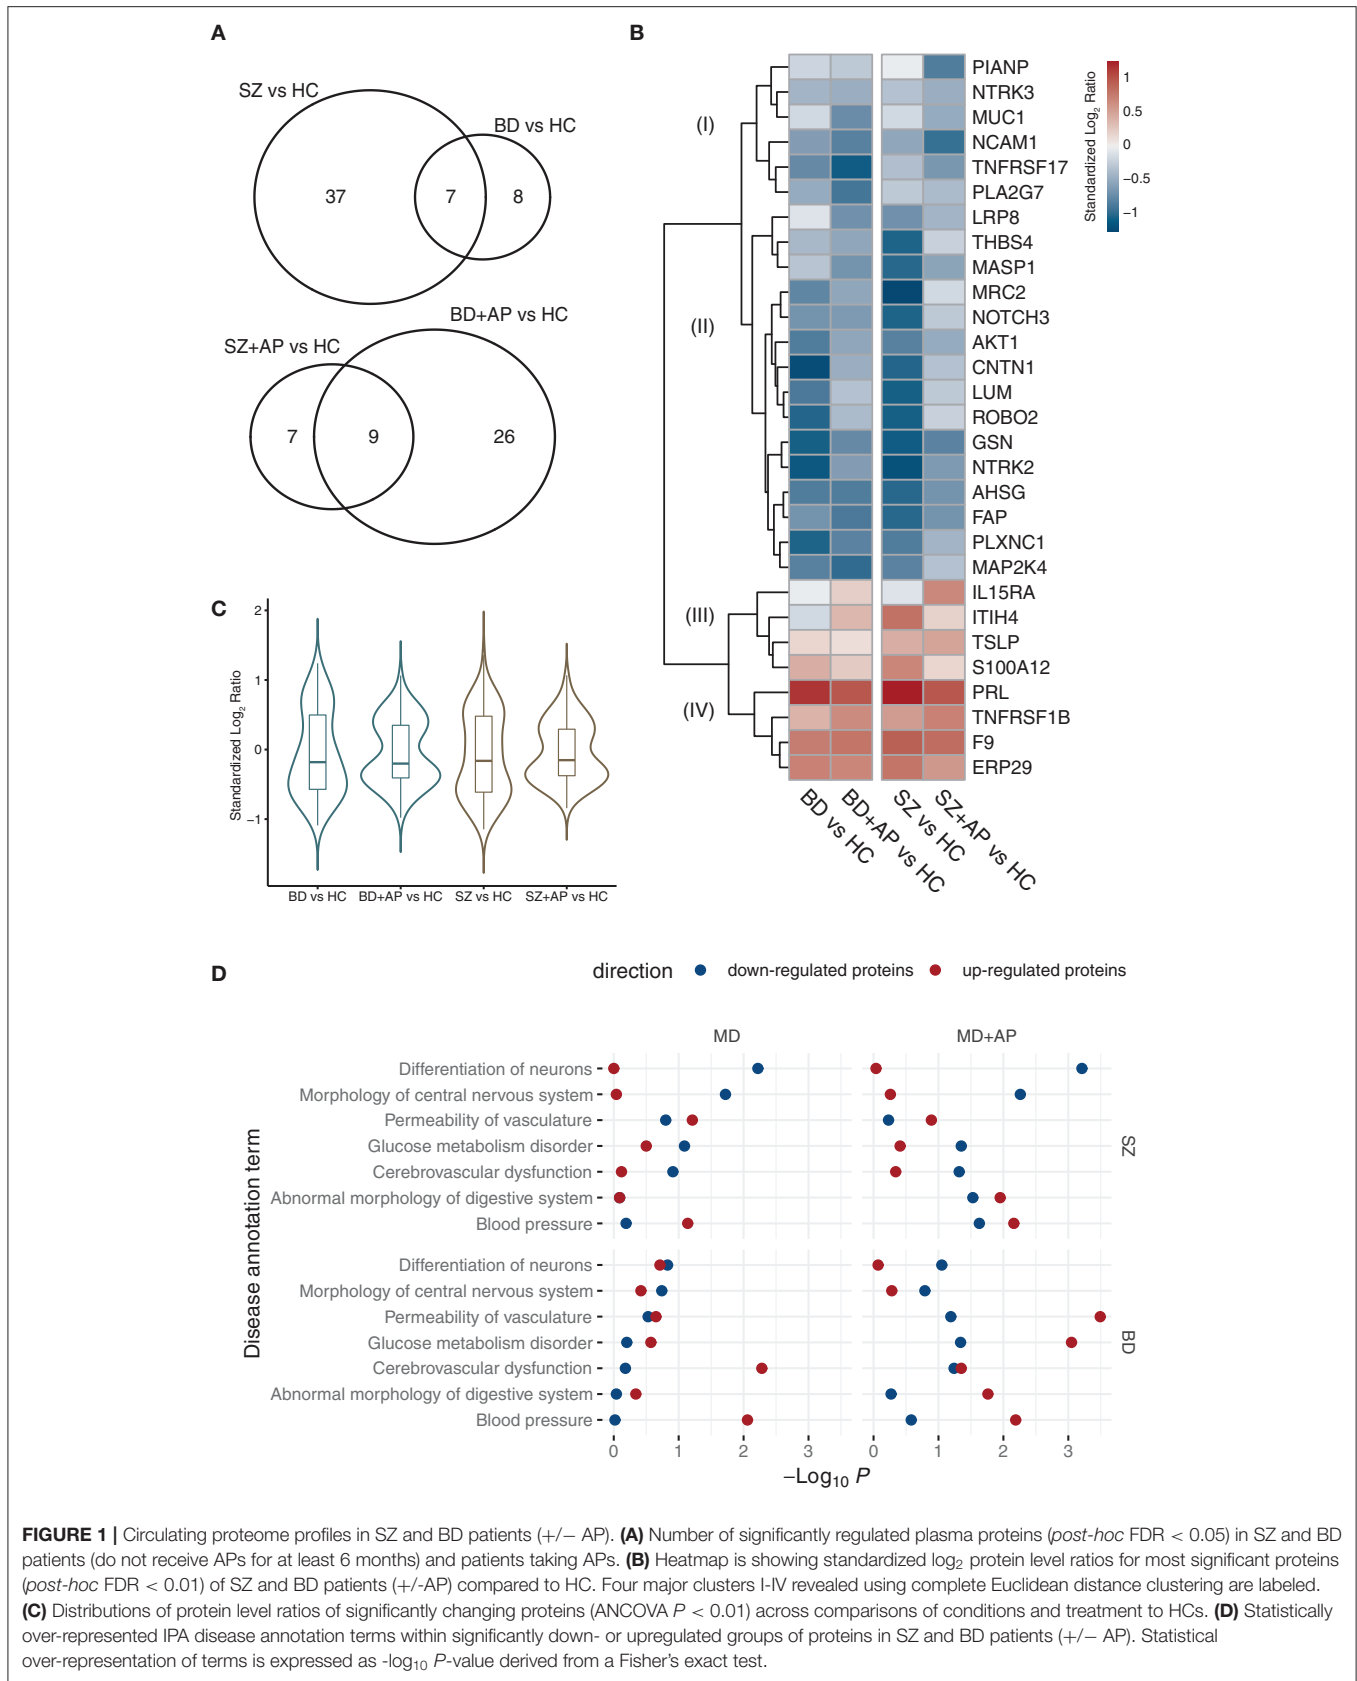 A
SZ vs HC
BD vs HC
37
7
8
BD+AP vs HC
SZ+AP vs HC
7
9
26
B
(I)
(II)
(III)
(IV)
PIANP
NTRK3
MUC1
NCAM1
TNFRSF17
PLA2G7
LRP8
THBS4
MASP1
MRC2
NOTCH3
AKT1
CNTN1
LUM
ROBO2
GSN
NTRK2
AHSG
FAP
PLXNC1
MAP2K4
IL15RA
ITIH4
TSLP
S100A12
PRL
TNFRSF1B
F9
ERP29
BD vs HC
BD+AP vs HC
SZ vs HC
SZ+AP vs HC
Standardized Log2 Ratio
1
0.5
0
−0.5
−1
C
Standardized Log2 Ratio
2
1
0
−1
BD vs HC
BD+AP vs HC
SZ vs HC
SZ+AP vs HC
D
direction
down-regulated proteins
up-regulated proteins
MD
MD+AP
Disease annotation term
Differentiation of neurons
Morphology of central nervous system
Permeability of vasculature
Glucose metabolism disorder
Cerebrovascular dysfunction
Abnormal morphology of digestive system
Blood pressure
SZ
Differentiation of neurons
Morphology of central nervous system
Permeability of vasculature
Glucose metabolism disorder
Cerebrovascular dysfunction
Abnormal morphology of digestive system
Blood pressure
BD
0 1 2 3
0 1 2 3
−Log10 P
FIGURE 1 | Circulating proteome profiles in SZ and BD patients (+/− AP). (A) Number of significantly regulated plasma proteins (post-hoc FDR < 0.05) in SZ and BD
patients (do not receive APs for at least 6 months) and patients taking APs. (B) Heatmap is showing standardized log2 protein level ratios for most significant proteins
(post-hoc FDR < 0.01) of SZ and BD patients (+/-AP) compared to HC. Four major clusters I-IV revealed using complete Euclidean distance clustering are labeled.
(C) Distributions of protein level ratios of significantly changing proteins (ANCOVA P < 0.01) across comparisons of conditions and treatment to HCs. (D) Statistically
over-represented IPA disease annotation terms within significantly down- or upregulated groups of proteins in SZ and BD patients (+/− AP). Statistical
over-representation of terms is expressed as -log10 P-value derived from a Fisher's exact test.